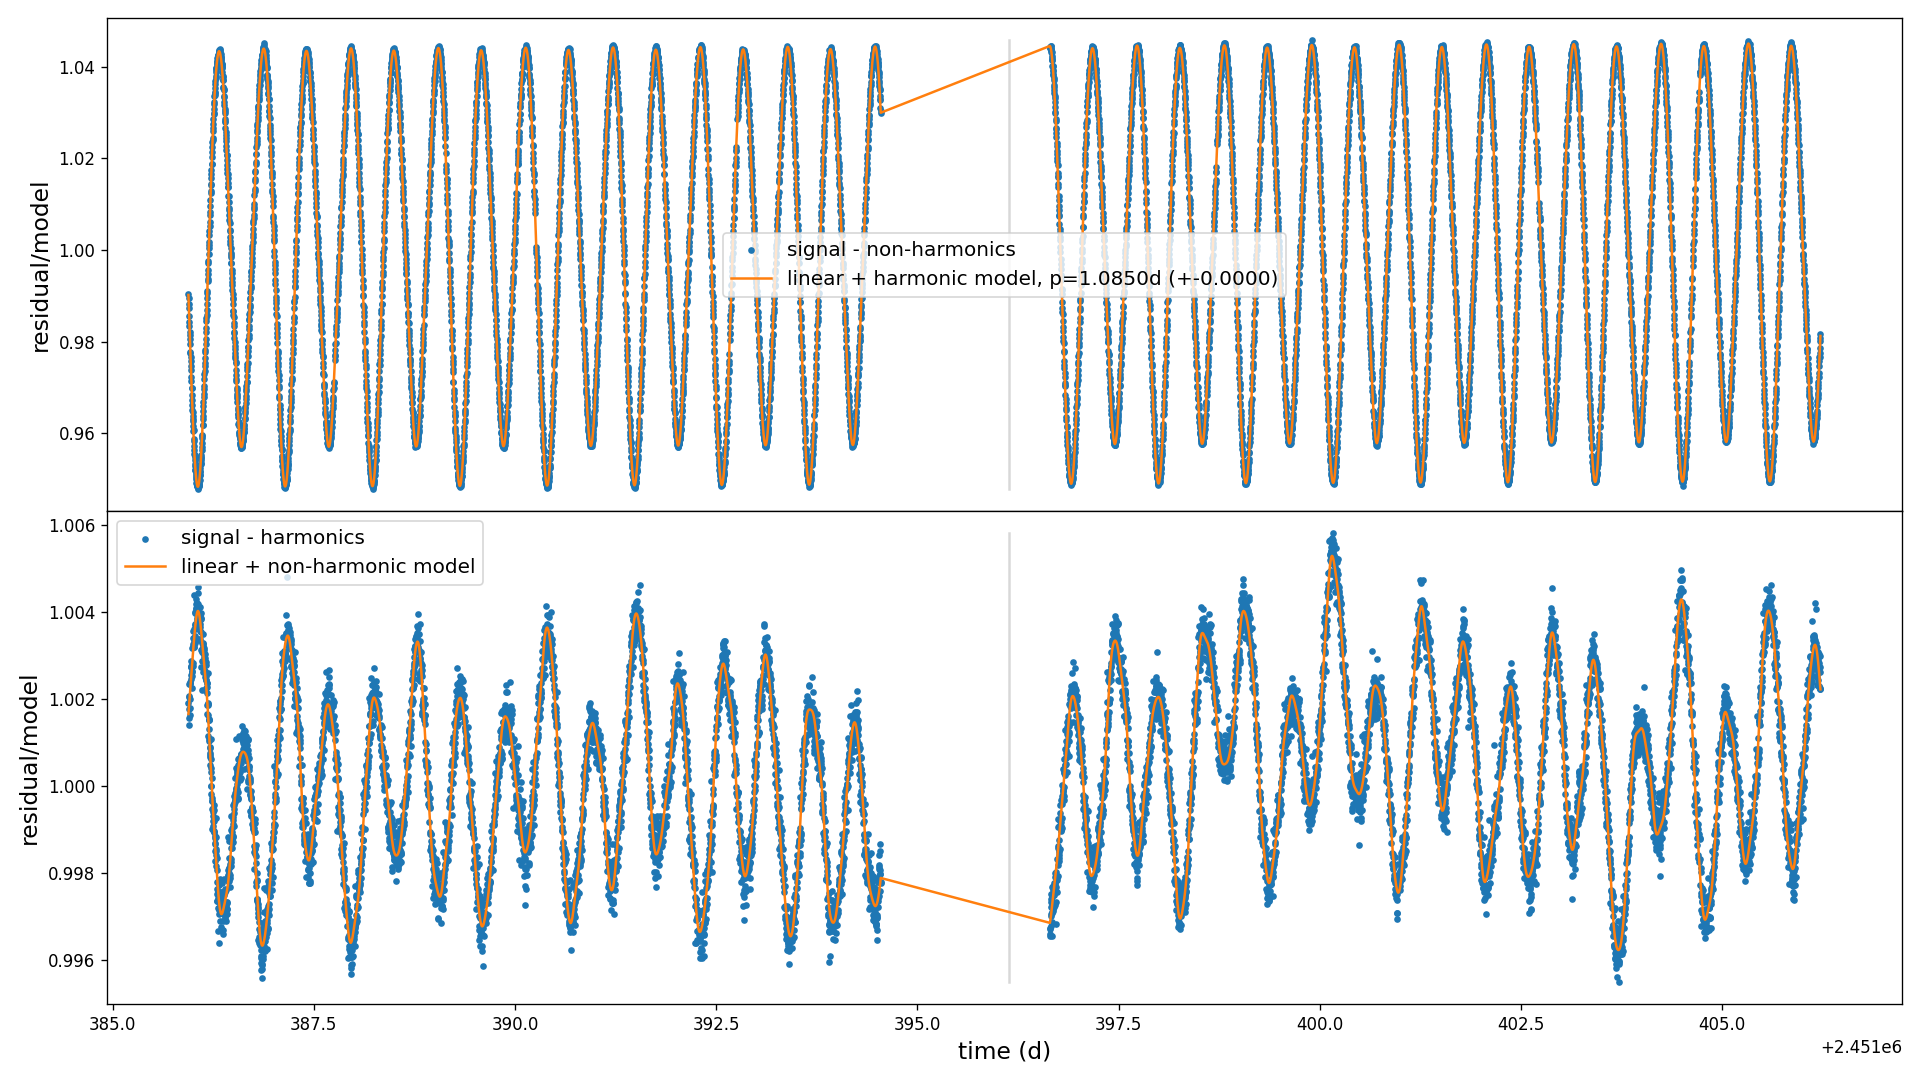 1.04
1.02
1.00
0.98
0.96
residual/model
signal - non-harmonics
linear + harmonic model, p=1.0850d (+-0.0000)
1.006
1.004
1.002
1.000
0.998
0.996
residual/model
signal - harmonics
linear + non-harmonic model
385.0 387.5 390.0 392.5 395.0 397.5 400.0 402.5 405.0
time (d)
+2.451e6